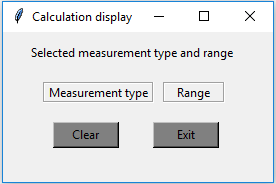 Calculation display
Selected measurement type and range
Measurement type Range
Clear Exit